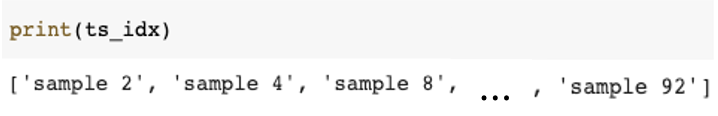 print(ts_idx)
['sample 2', 'sample 4', 'sample 8', ... , 'sample 92']